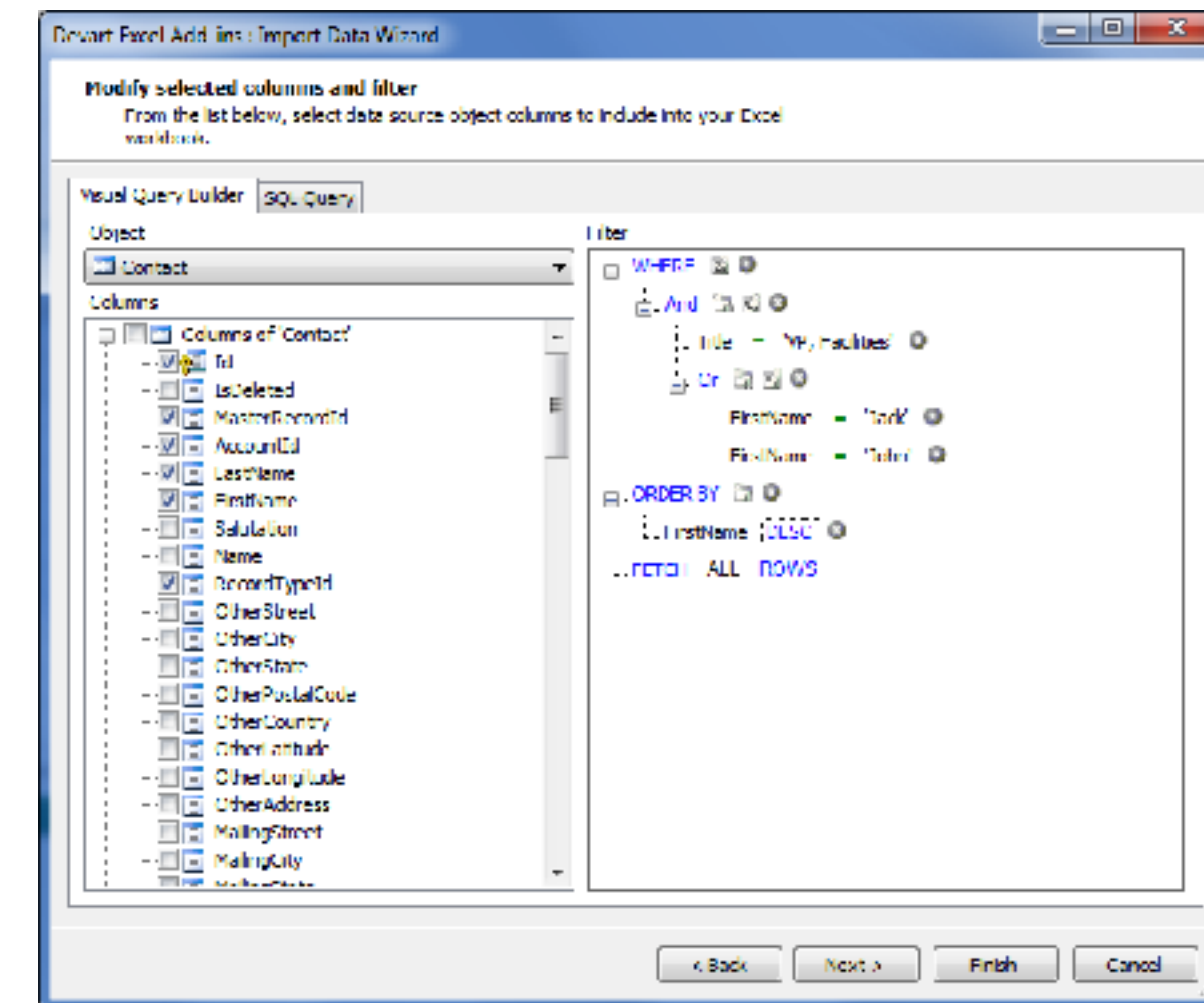 Devart Excel Add-ins : Import Data Wizard
Modify selected columns and filter
From the list below, select data source object columns to include into your Excel
workbook.
Visual Query Builder
SQL Query
Object
Contact
Columns
Columns of 'Contact'
Id
IsDeleted
MasterRecordId
AccountId
LastName
FirstName
Salutation
Name
RecordTypeId
OtherStreet
OtherCity
OtherState
OtherPostalCode
OtherCountry
OtherLatitude
OtherLongitude
OtherAddress
MailingStreet
MailingCity
MailingState
Filter
WHERE
And
Title = 'VP, Facilities'
Or
FirstName = 'Jack'
FirstName = 'John'
ORDER BY
FirstName DESC
FETCH ALL ROWS
< Back
Next >
Finish
Cancel